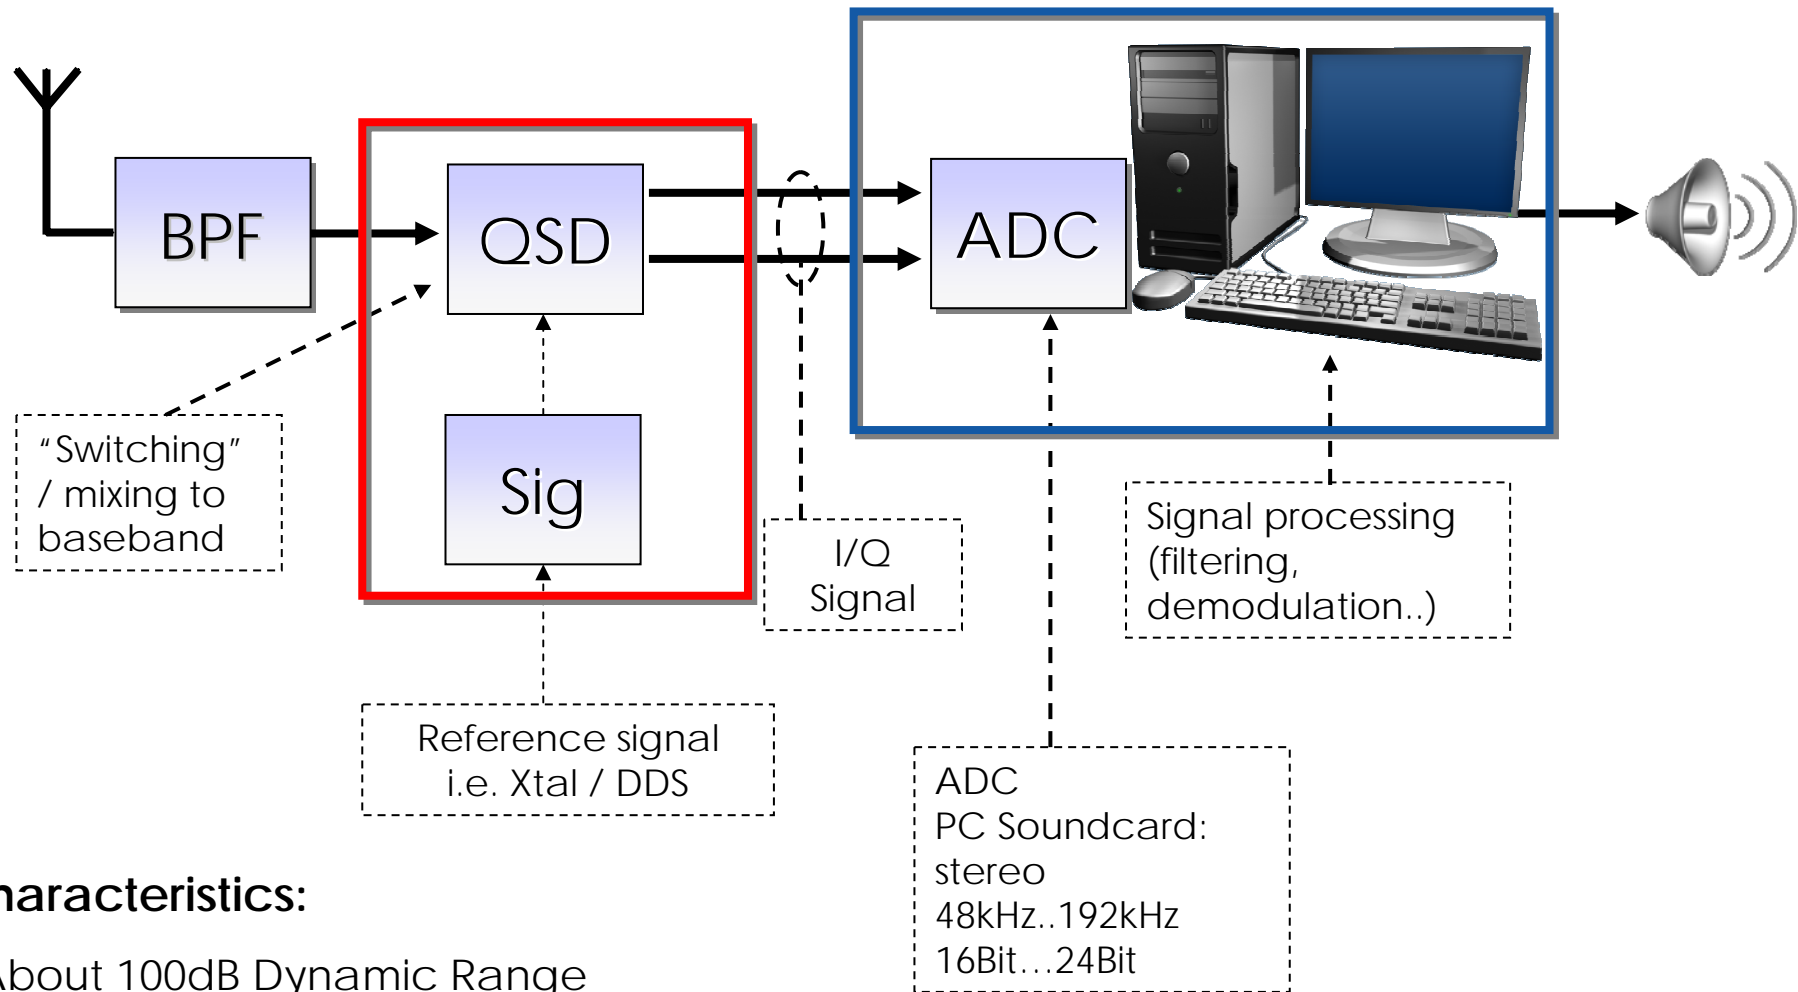 BPF
QSD
ADC
Sig
“Switching”
/ mixing to
baseband
I/Q
Signal
Signal processing
(filtering,
demodulation..)
Reference signal
i.e. Xtal / DDS
ADC
PC Soundcard:
stereo
48kHz..192kHz
16Bit…24Bit
haracteristics:
About 100dB Dynamic Range